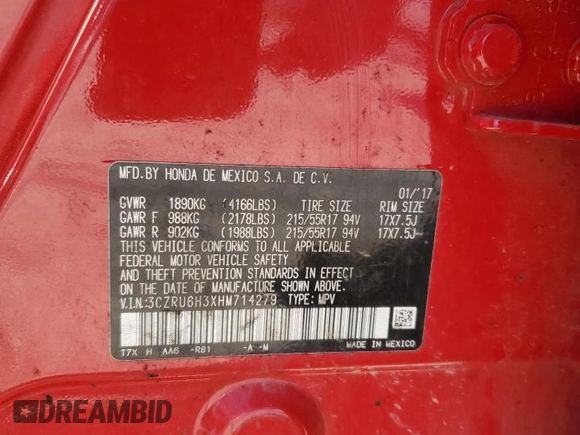 MFD.BY HONDA DE MEXICO S.A. DE C.V.
01/'17
GVWR 1890KG (4166LBS) TIRE SIZE RIM SIZE
GAWR F 988KG (2178LBS) 215/55R17 94V 17X7.5J
GAWR R 902KG (1988LBS) 215/55R17 94V 17X7.5J
THIS VEHICLE CONFORMS TO ALL APPLICABLE
FEDERAL MOTOR VEHICLE SAFETY
AND THEFT PREVENTION STANDARDS IN EFFECT
ON THE DATE OF MANUFACTURE SHOWN ABOVE.
V.I.N:3CZRU6H3XHM714279 TYPE: MPV
T7X H AA6 -R81 -A -M MADE IN MEXICO
DREAMBID